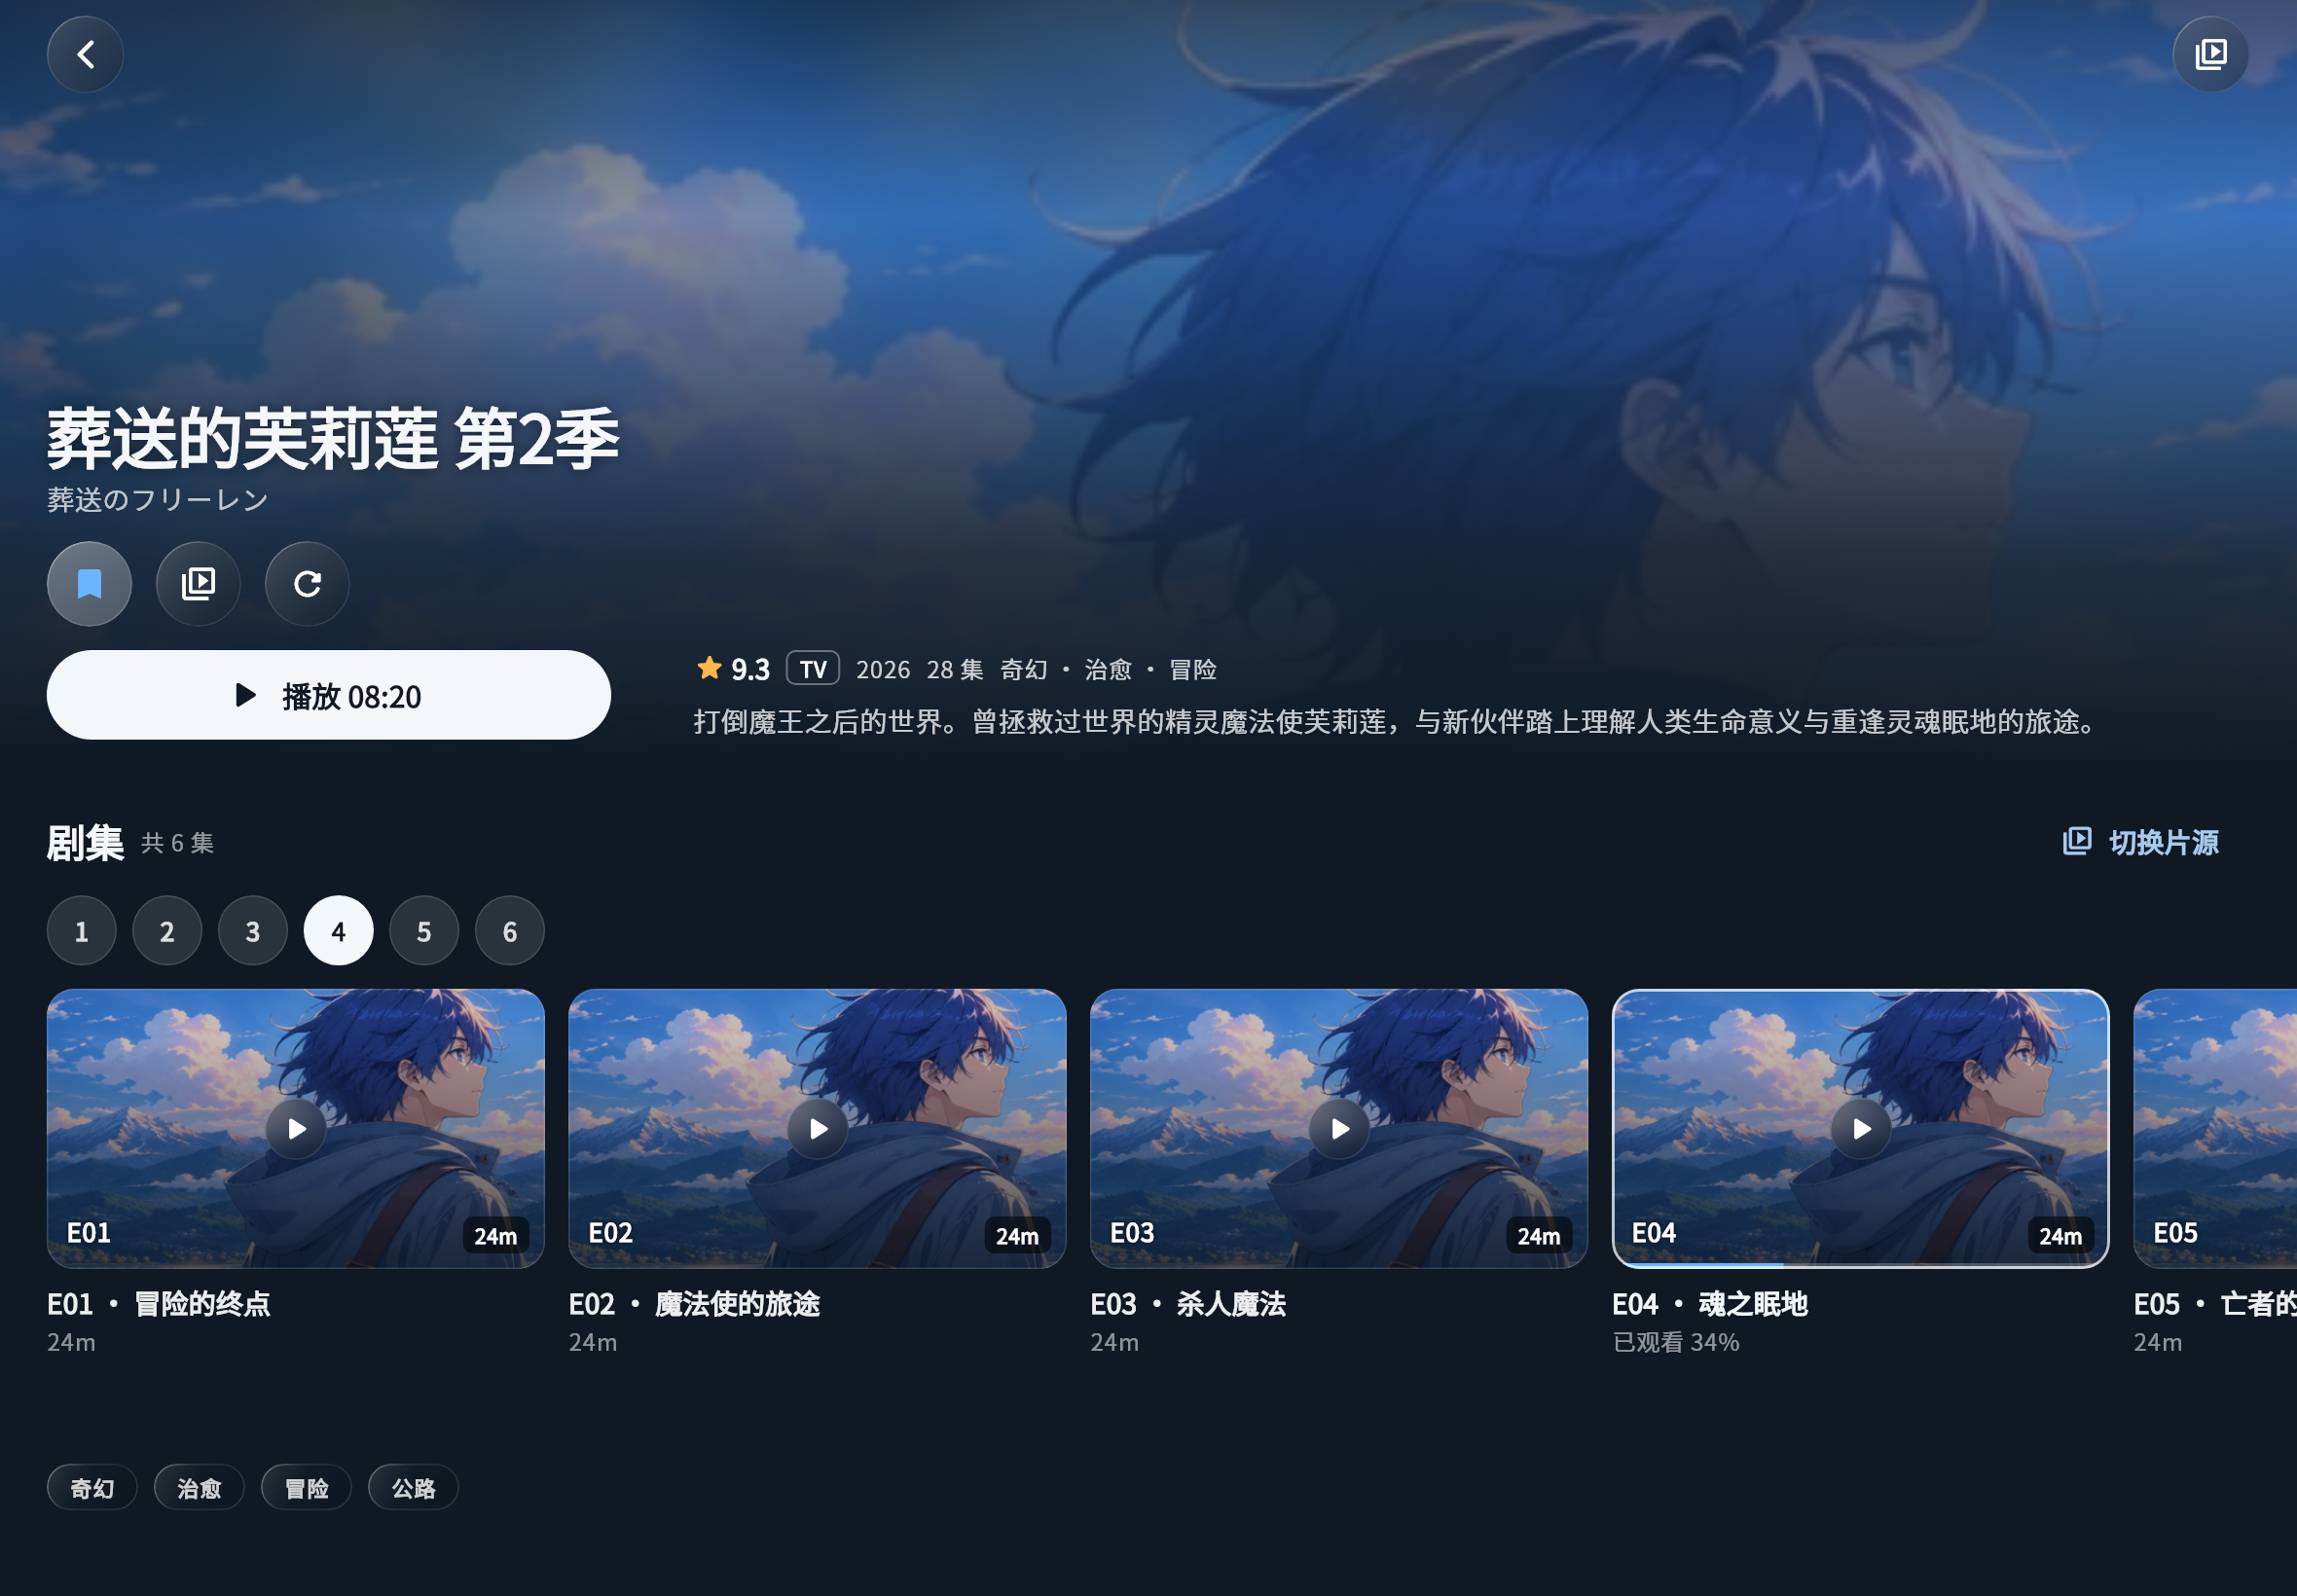 葬送的芙莉莲 第2季
葬送のフリーレン
播放 08:20
9.3 TV 2026 28 集 奇幻 • 治愈 • 冒险
打倒魔王之后的世界。曾拯救过世界的精灵魔法使芙莉莲，与新伙伴踏上理解人类生命意义与重逢灵魂眠地的旅途。
剧集 共 6 集
切换片源
1 2 3 4 5 6
E01 24m
E02 24m
E03 24m
E04 24m
E05
E01 • 冒险的终点
24m
E02 • 魔法使的旅途
24m
E03 • 杀人魔法
24m
E04 • 魂之眠地
已观看 34%
E05 • 亡者的
24m
奇幻 治愈 冒险 公路